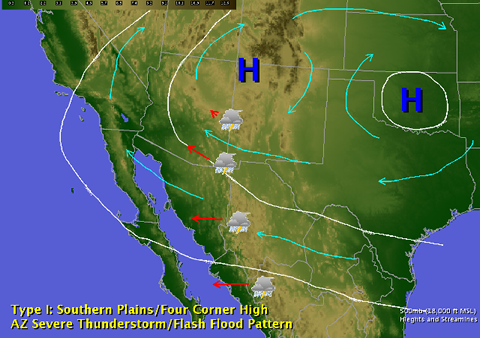 H
H
500mb (18,000 ft MSL)
Heights and Streamlines
Type I: Southern Plains/Four Corner High
AZ Severe Thunderstorm/Flash Flood Pattern